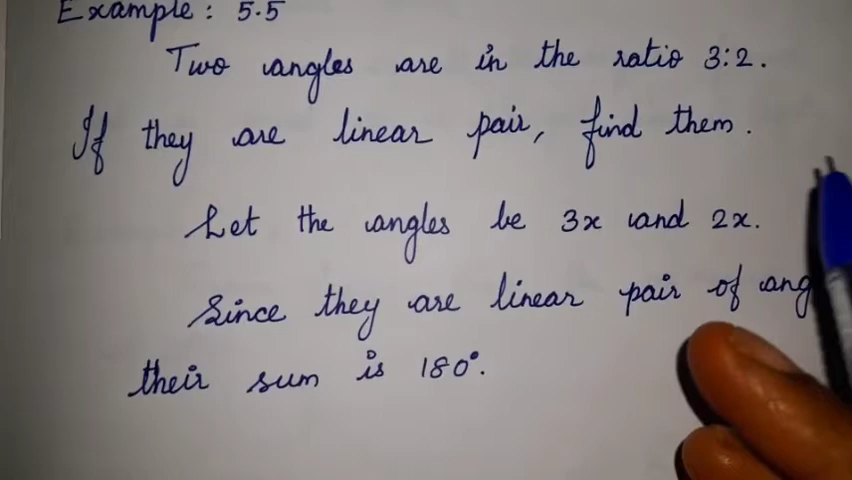 Example: 5.5
Two angles are in the ratio 3:2.
If they are linear pair, find them.
Let the angles be 3x and 2x.
Since they are linear pair of ang
their sum is 180°.